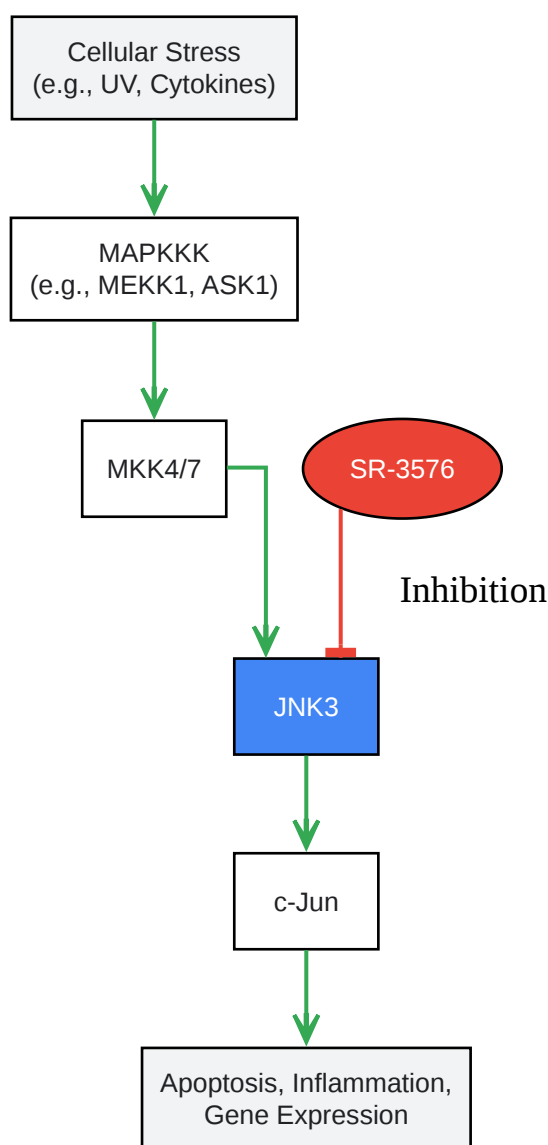 Cellular Stress
(e.g., UV, Cytokines)
MAPKKK
(e.g., MEKK1, ASK1)
MKK4/7
SR-3576
Inhibition
JNK3
c-Jun
Apoptosis, Inflammation,
Gene Expression